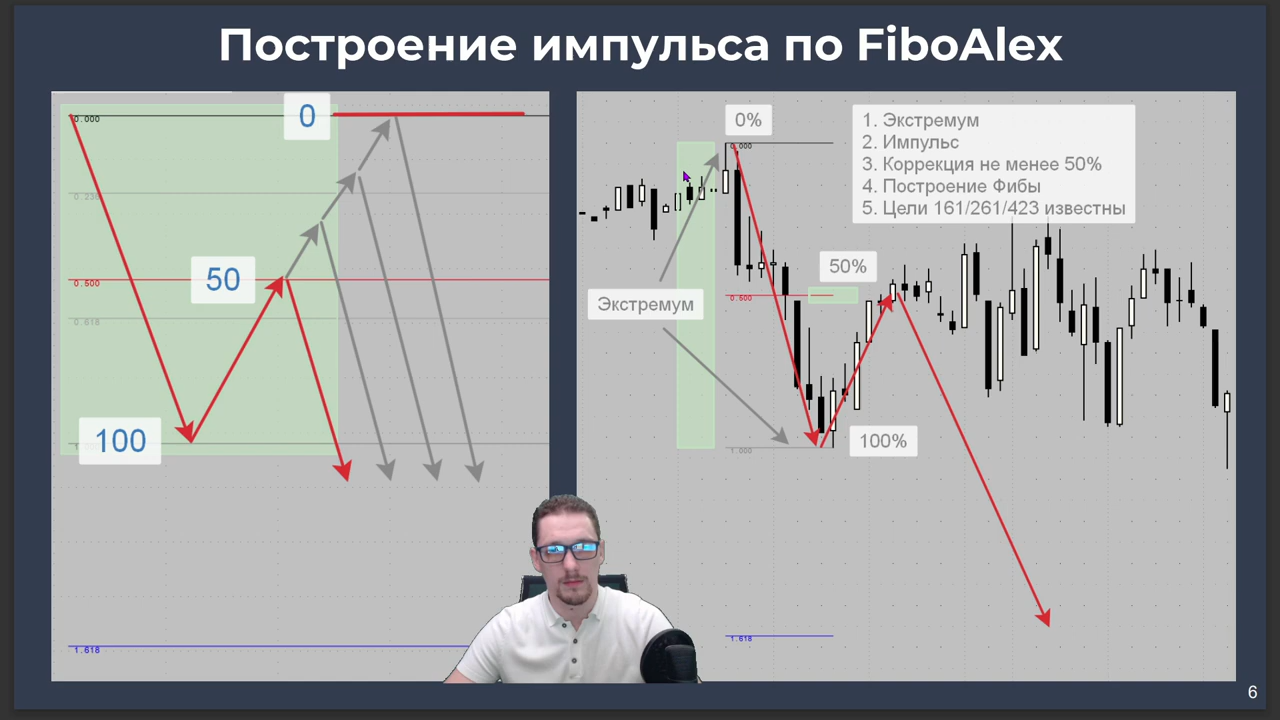 Построение импульса по FiboAlex
0
0.000
0.236
50
0.500
0.618
100
1.618
0%
0.000
1. Экстремум
2. Импульс
3. Коррекция не менее 50%
4. Построение Фибы
5. Цели 161/261/423 известны
50%
0.500
Экстремум
100%
1.000
1.618
6